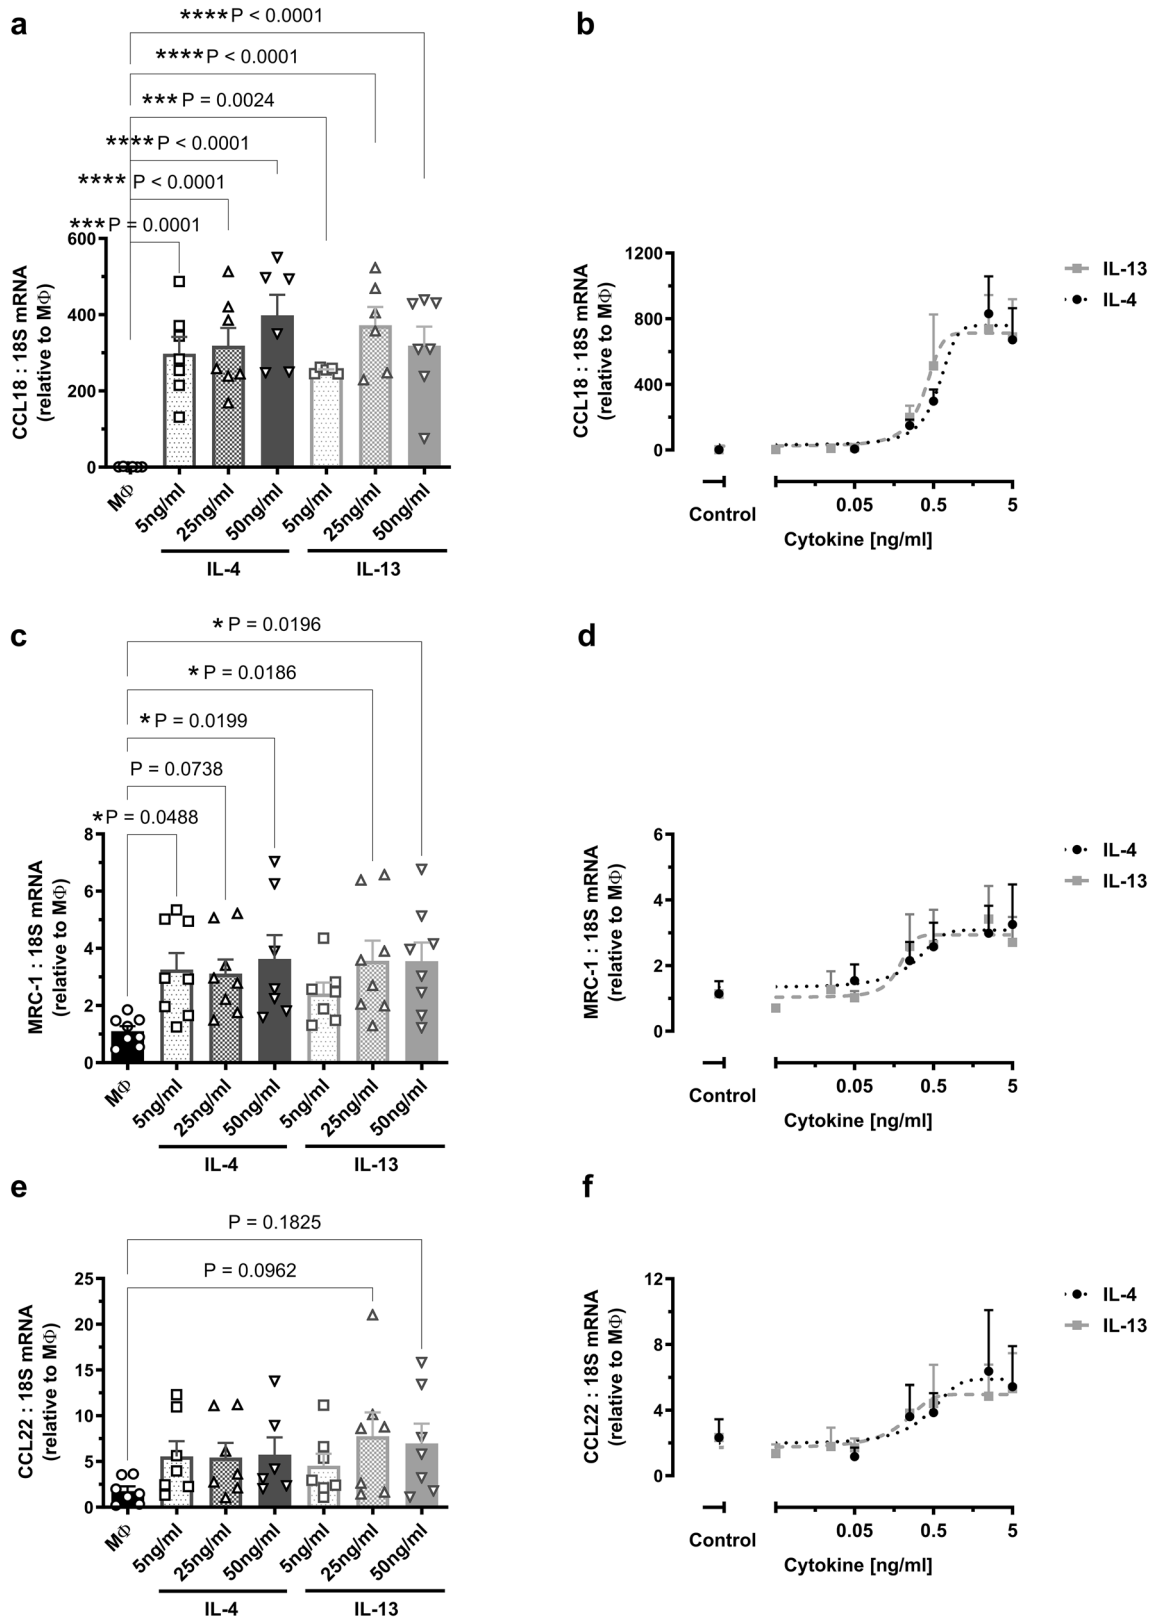 a
****P < 0.0001
****P < 0.0001
***P = 0.0024
****P < 0.0001
****P < 0.0001
***P = 0.0001
CCL18 : 18S mRNA
(relative to MΦ)
600
400
200
0
MΦ
5ng/ml
25ng/ml
50ng/ml
5ng/ml
25ng/ml
50ng/ml
IL-4
IL-13
b
CCL18 : 18S mRNA
(relative to MΦ)
1200
800
400
0
Control
0.05
0.5
5
Cytokine [ng/ml]
IL-13
IL-4
c
* P = 0.0196
* P = 0.0186
* P = 0.0199
P = 0.0738
*P = 0.0488
MRC-1 : 18S mRNA
(relative to MΦ)
8
6
4
2
0
MΦ
5ng/ml
25ng/ml
50ng/ml
5ng/ml
25ng/ml
50ng/ml
IL-4
IL-13
d
MRC-1 : 18S mRNA
(relative to MΦ)
6
4
2
0
Control
0.05
0.5
5
Cytokine [ng/ml]
IL-4
IL-13
e
P = 0.1825
P = 0.0962
CCL22 : 18S mRNA
(relative to MΦ)
25
20
15
10
5
0
MΦ
5ng/ml
25ng/ml
50ng/ml
5ng/ml
25ng/ml
50ng/ml
IL-4
IL-13
f
CCL22 : 18S mRNA
(relative to MΦ)
12
8
4
0
Control
0.05
0.5
5
Cytokine [ng/ml]
IL-4
IL-13